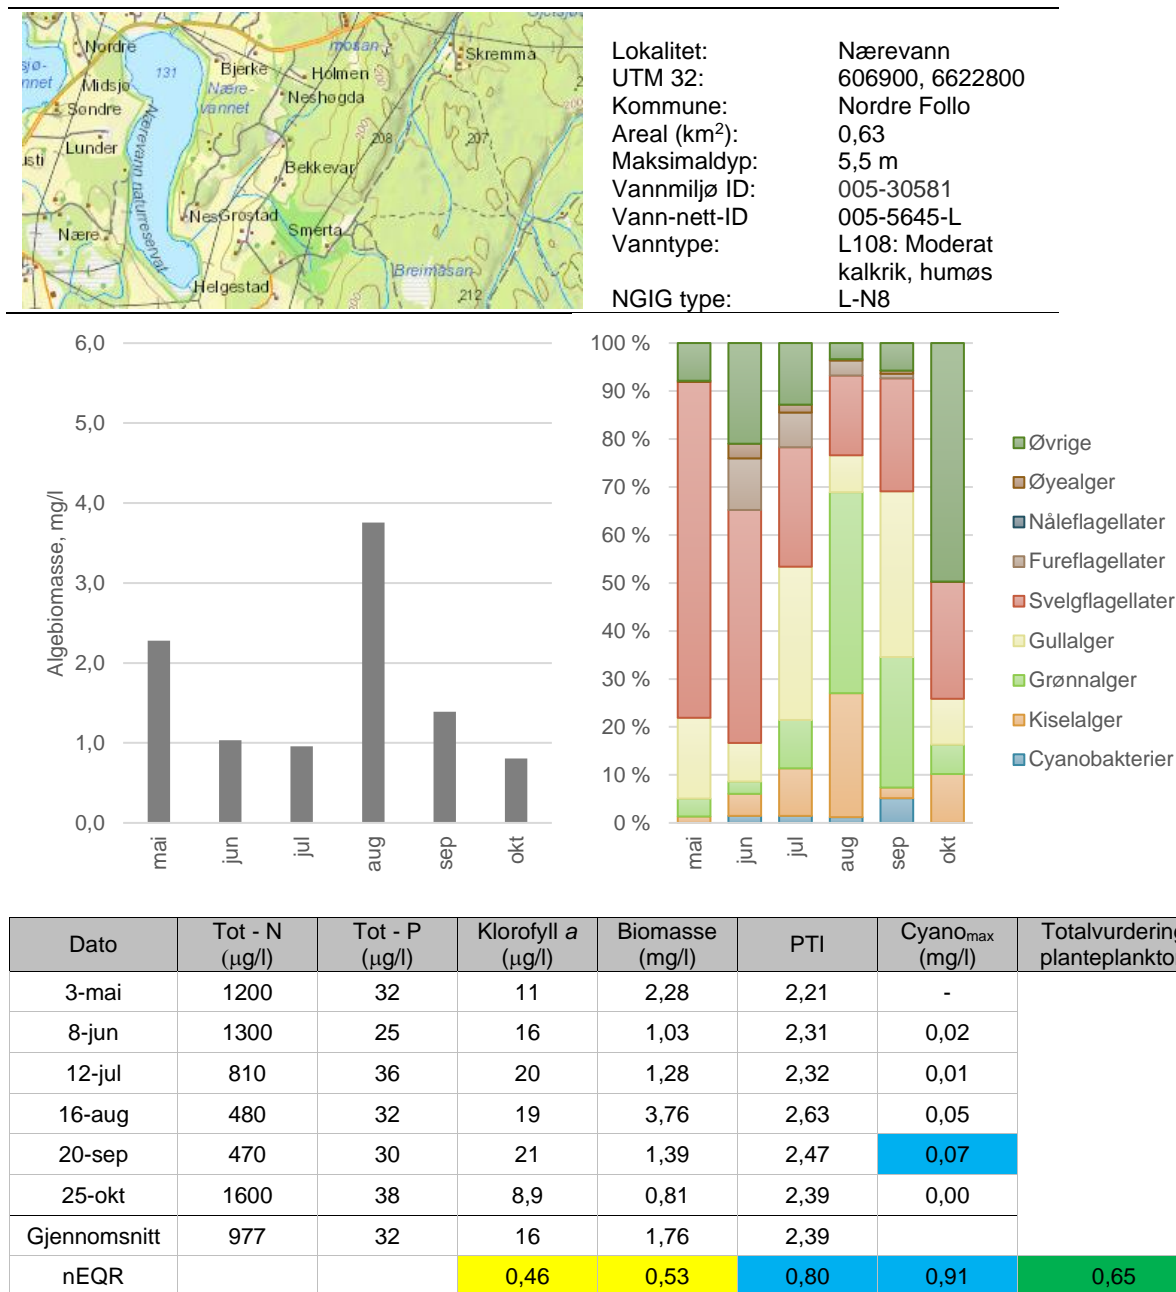 Gjetsjø
Nordre
mosan
Skremma
sjø-
nnet
131
Bjerke
Holmen
Midsjø
Nære-
vannet
Neshøgda
Søndre
Lunder
208
207
200
usti
Bekkevar
Nærevann naturreservat
Nes
Grøstad
Smerta
Nære
Breimåsan
Helgestad
200
212
Lokalitet: Nærevann
UTM 32: 606900, 6622800
Kommune: Nordre Follo
Areal (km²): 0,63
Maksimaldyp: 5,5 m
Vannmiljø ID: 005-30581
Vann-nett-ID 005-5645-L
Vanntype: L108: Moderat
kalkrik, humøs
NGIG type: L-N8
Algebiomasse, mg/l
6,0
5,0
4,0
3,0
2,0
1,0
0,0
mai jun jul aug sep okt
100 %
90 %
80 %
70 %
60 %
50 %
40 %
30 %
20 %
10 %
0 %
mai jun jul aug sep okt
Øvrige
Øyealger
Nåleflagellater
Fureflagellater
Svelgflagellater
Gullalger
Grønnalger
Kiselalger
Cyanobakterier
Dato Tot - N (µg/l) Tot - P (µg/l) Klorofyll a (µg/l) Biomasse (mg/l) PTI Cyanomax (mg/l) Totalvurdering planteplankto
3-mai 1200 32 11 2,28 2,21 -
8-jun 1300 25 16 1,03 2,31 0,02
12-jul 810 36 20 1,28 2,32 0,01
16-aug 480 32 19 3,76 2,63 0,05
20-sep 470 30 21 1,39 2,47 0,07
25-okt 1600 38 8,9 0,81 2,39 0,00
Gjennomsnitt 977 32 16 1,76 2,39
nEQR 0,46 0,53 0,80 0,91 0,65